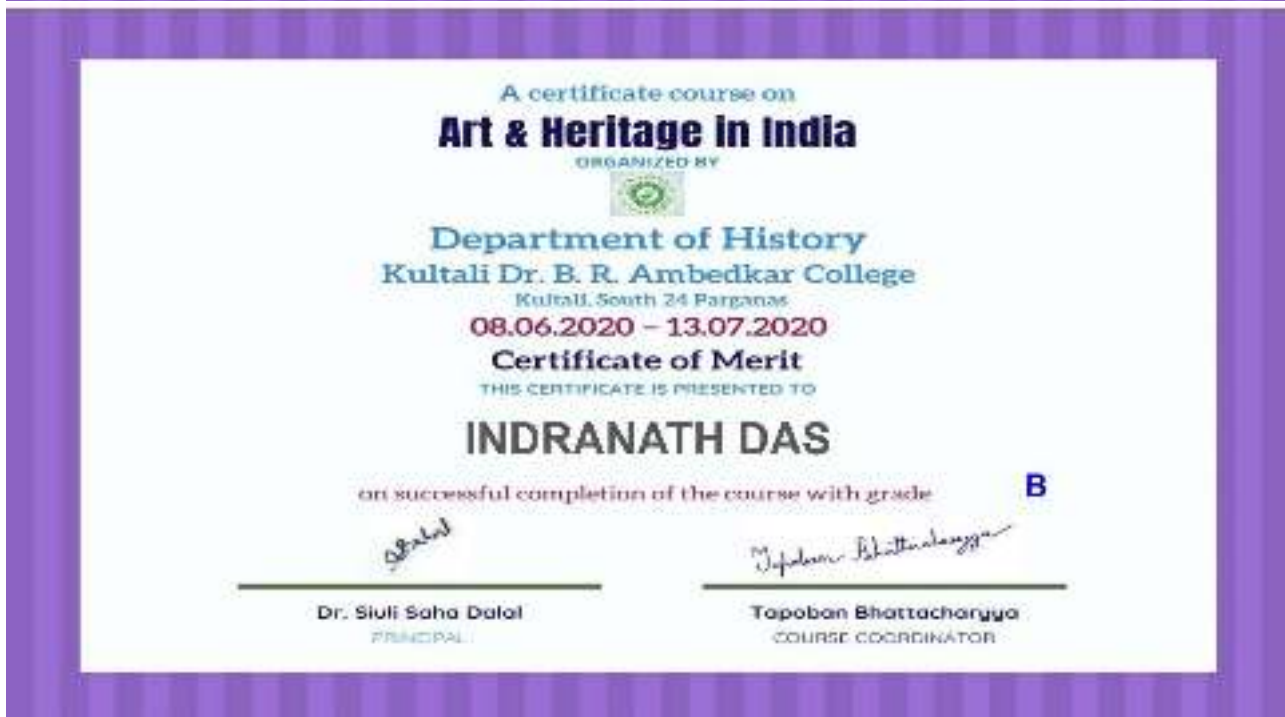 A certificate course on
Art & Heritage in India
ORGANIZED BY
Department of History
Kultali Dr. B. R. Ambedkar College
Kultali, South 24 Parganas
08.06.2020 – 13.07.2020
Certificate of Merit
THIS CERTIFICATE IS PRESENTED TO
INDRANATH DAS
on successful completion of the course with grade B
Tapoban Bhattacharyya
Dr. Siuli Saha Dalal Tapoban Bhattacharyya
PRINCIPAL COURSE COORDINATOR